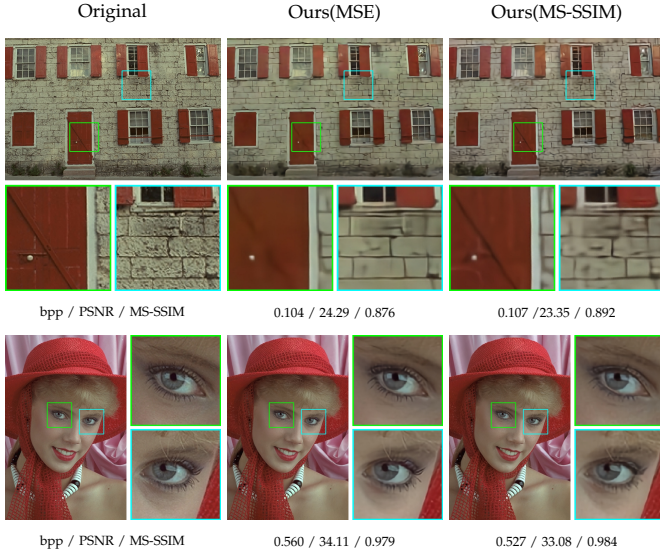 Original Ours(MSE) Ours(MS-SSIM)
bpp / PSNR / MS-SSIM 0.104 / 24.29 / 0.876 0.107 /23.35 / 0.892
bpp / PSNR / MS-SSIM 0.560 / 34.11 / 0.979 0.527 / 33.08 / 0.984